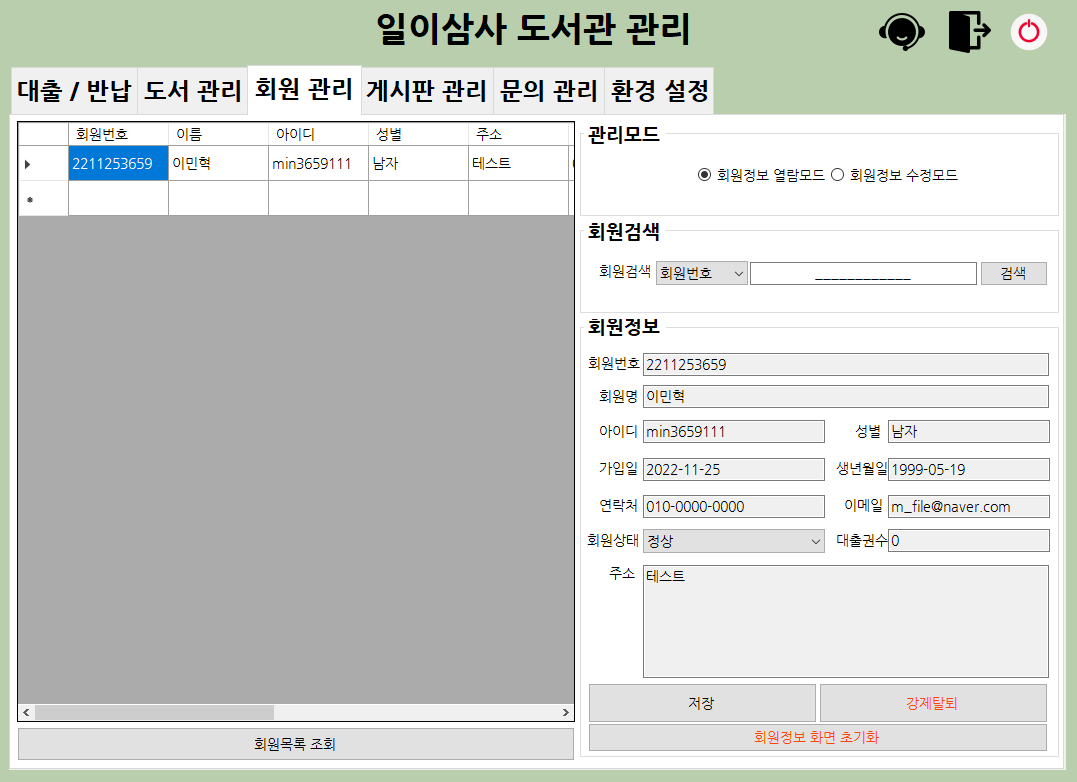 일이삼사 도서관 관리
대출 / 반납 도서 관리 회원 관리 게시판 관리 문의 관리 환경 설정
회원번호 이름 아이디 성별 주소
2211253659 이민혁 min3659111 남자 테스트
관리모드
회원정보 열람모드 회원정보 수정모드
회원검색
회원검색 회원번호 ____________ 검색
회원정보
회원번호 2211253659
회원명 이민혁
아이디 min3659111 성별 남자
가입일 2022-11-25 생년월일 1999-05-19
연락처 010-0000-0000 이메일 m_file@naver.com
회원상태 정상 대출권수 0
주소 테스트
저장 강제탈퇴
회원목록 조회 회원정보 화면 초기화